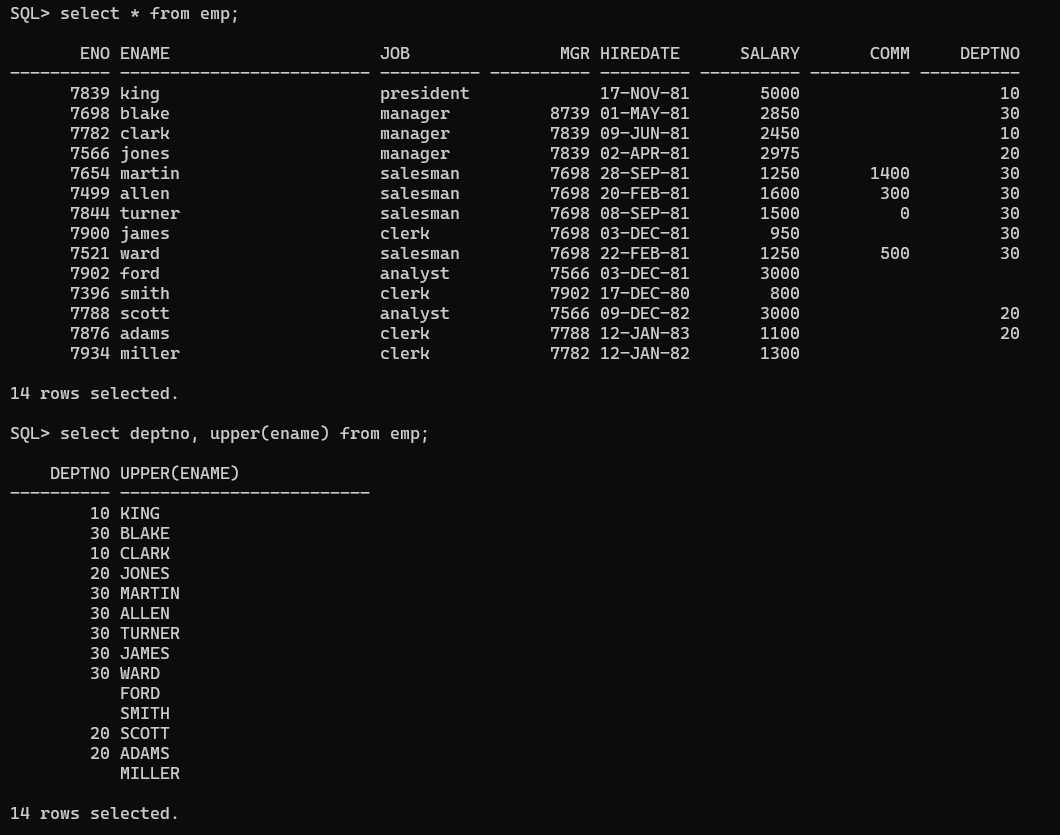 SQL> select * from emp;
       ENO ENAME                     JOB               MGR HIREDATE      SALARY       COMM     DEPTNO
---------- ------------------------- ---------- ---------- --------- ---------- ---------- ----------
      7839 king                      president             17-NOV-81       5000                    10
      7698 blake                     manager          8739 01-MAY-81       2850                    30
      7782 clark                     manager          7839 09-JUN-81       2450                    10
      7566 jones                     manager          7839 02-APR-81       2975                    20
      7654 martin                    salesman         7698 28-SEP-81       1250       1400         30
      7499 allen                     salesman         7698 20-FEB-81       1600        300         30
      7844 turner                    salesman         7698 08-SEP-81       1500          0         30
      7900 james                     clerk            7698 03-DEC-81        950                    30
      7521 ward                      salesman         7698 22-FEB-81       1250        500         30
      7902 ford                      analyst          7566 03-DEC-81       3000
      7396 smith                     clerk            7902 17-DEC-80        800
      7788 scott                     analyst          7566 09-DEC-82       3000                    20
      7876 adams                     clerk            7788 12-JAN-83       1100                    20
      7934 miller                    clerk            7782 12-JAN-82       1300
14 rows selected.
SQL> select deptno, upper(ename) from emp;
    DEPTNO UPPER(ENAME)
---------- -------------------------
        10 KING
        30 BLAKE
        10 CLARK
        20 JONES
        30 MARTIN
        30 ALLEN
        30 TURNER
        30 JAMES
        30 WARD
           FORD
           SMITH
        20 SCOTT
        20 ADAMS
           MILLER
14 rows selected.